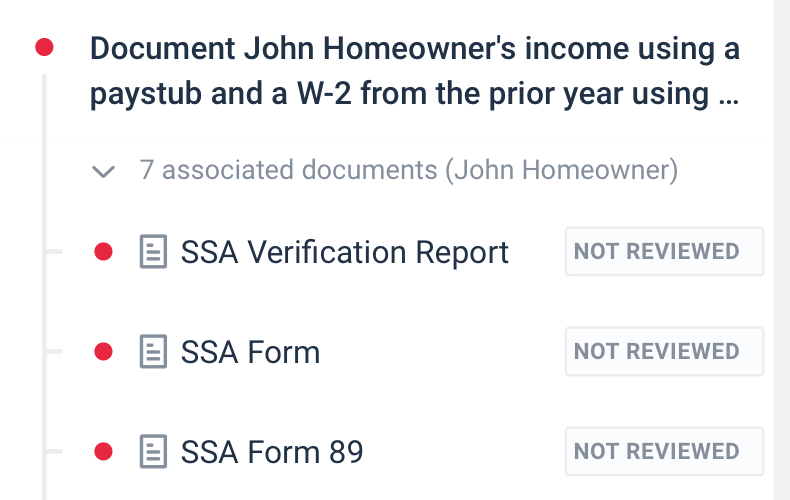 Document John Homeowner's income using a
paystub and a W-2 from the prior year using ...
7 associated documents (John Homeowner)
SSA Verification Report NOT REVIEWED
SSA Form NOT REVIEWED
SSA Form 89 NOT REVIEWED